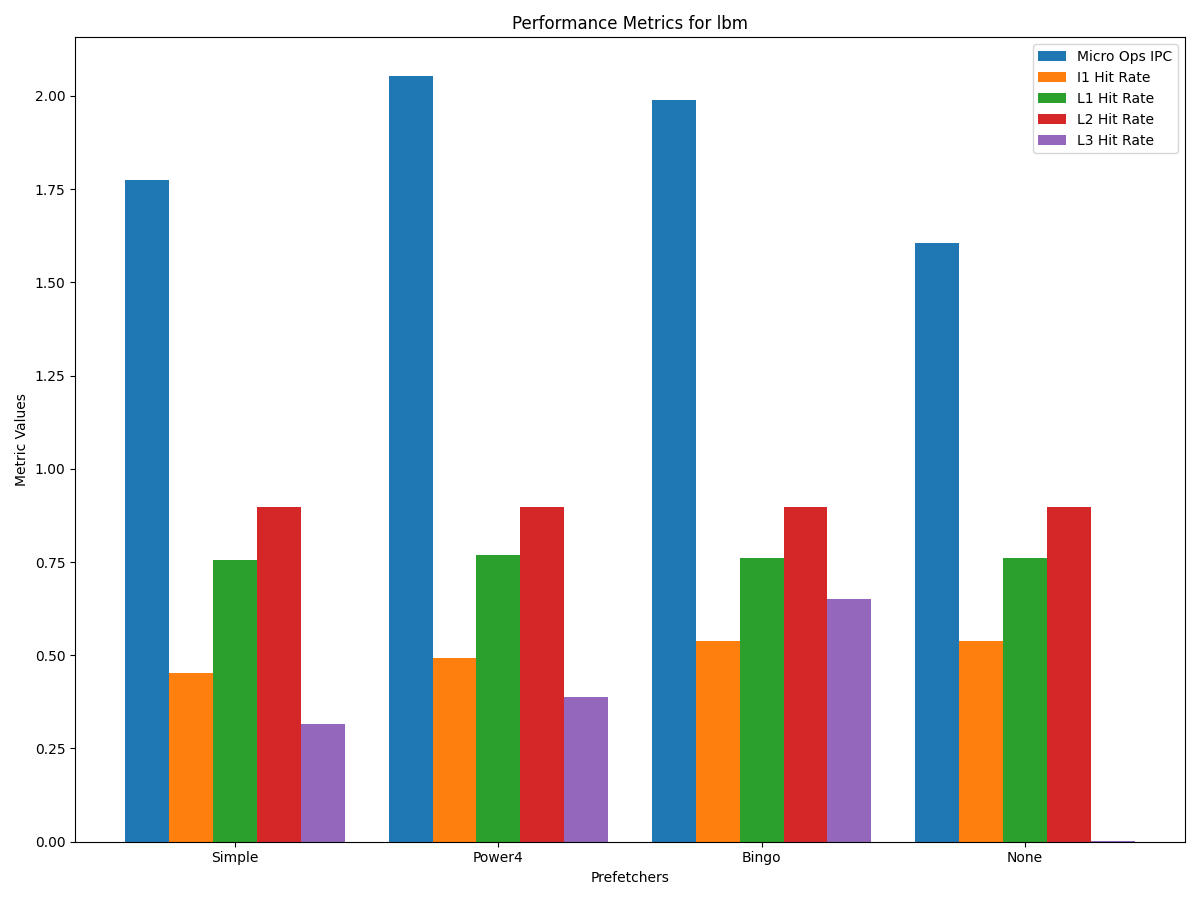 Performance Metrics for lbm
Micro Ops IPC
I1 Hit Rate
L1 Hit Rate
L2 Hit Rate
L3 Hit Rate
Metric Values
2.00
1.75
1.50
1.25
1.00
0.75
0.50
0.25
0.00
Simple
Power4
Bingo
None
Prefetchers